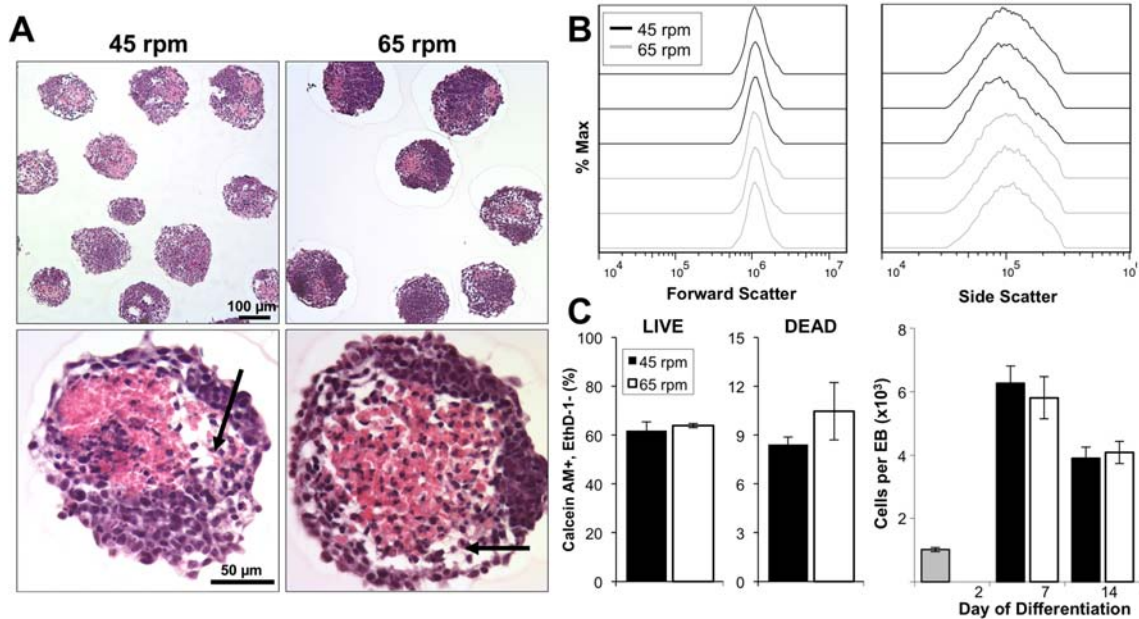 A
45 rpm
65 rpm
100 µm
50 µm
B
45 rpm
65 rpm
% Max
10⁴ 10⁵ 10⁶ 10⁷
Forward Scatter
10⁴ 10⁵
Side Scatter
C
LIVE
DEAD
45 rpm
65 rpm
Calcein AM+, EthD-1- (%)
100
80
60
40
20
0
15
12
9
6
3
0
Cells per EB (x10³)
8
6
4
2
2 7 14
Day of Differentiation